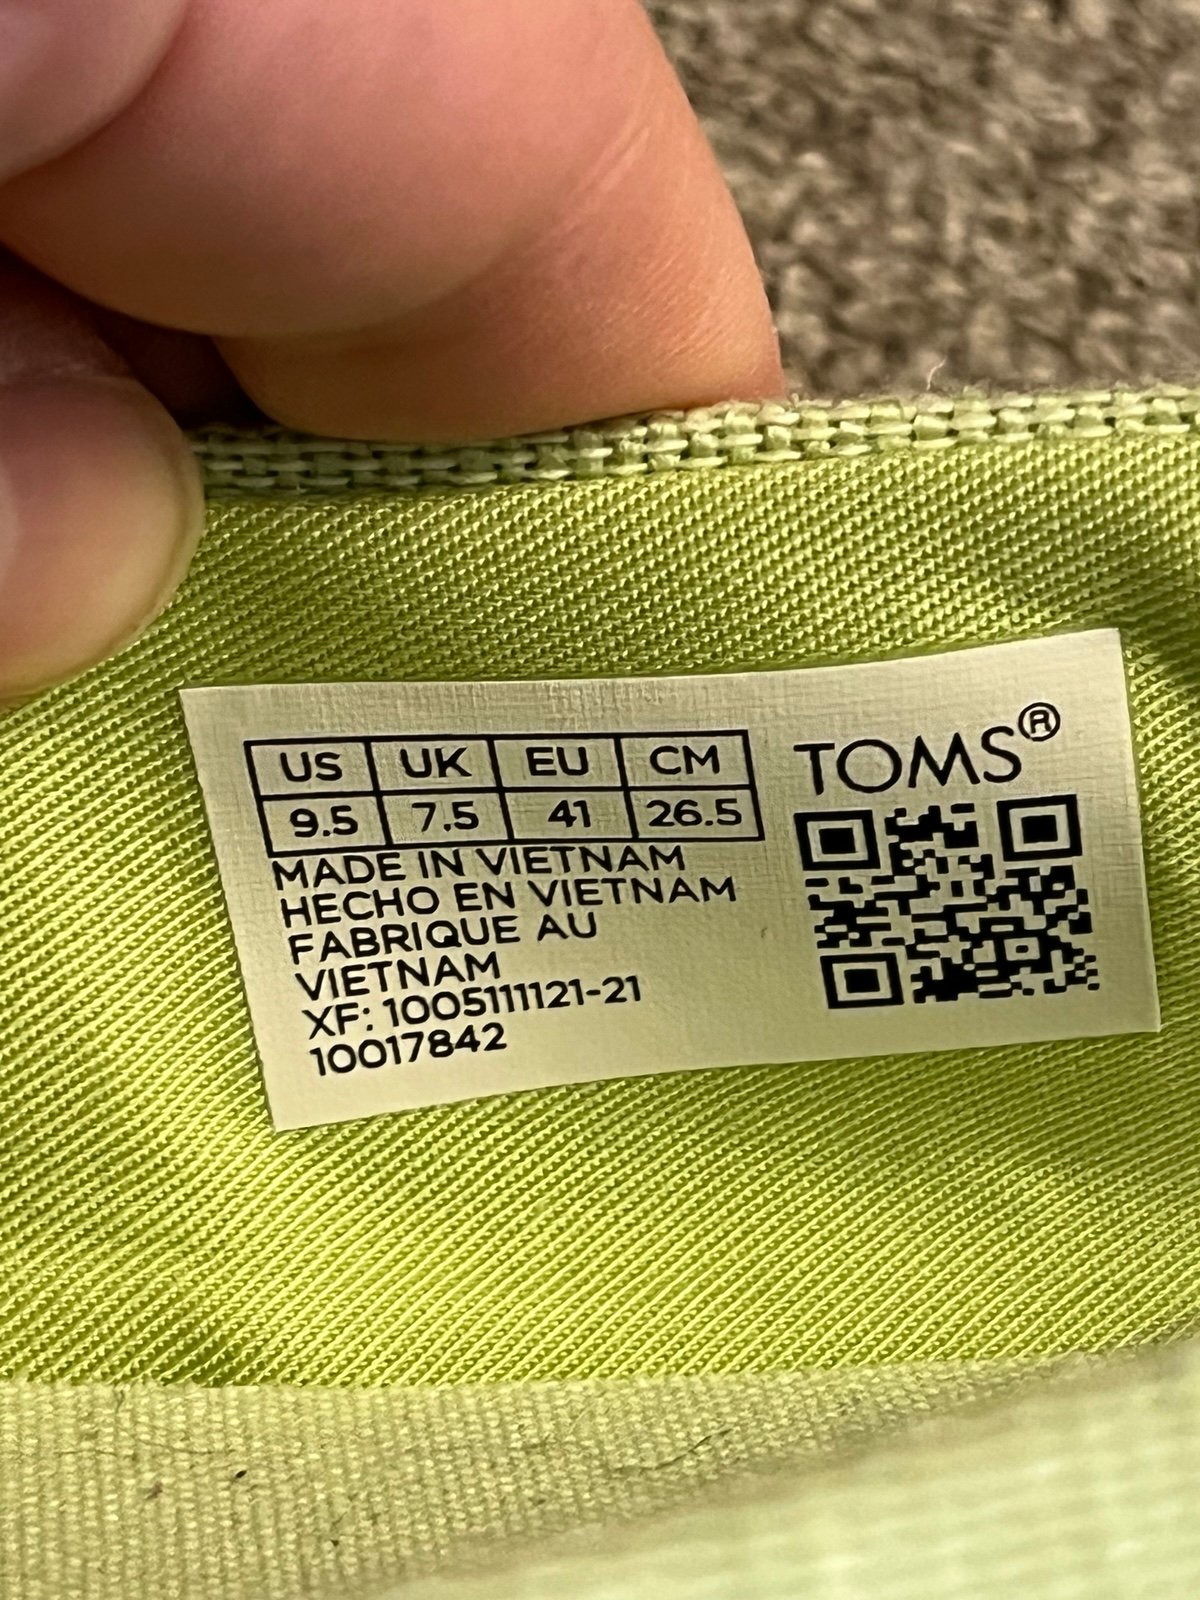 US UK EU CM
9.5 7.5 41 26.5
MADE IN VIETNAM
HECHO EN VIETNAM
FABRIQUE AU
VIETNAM
XF: 1005111121-21
10017842
TOMS®